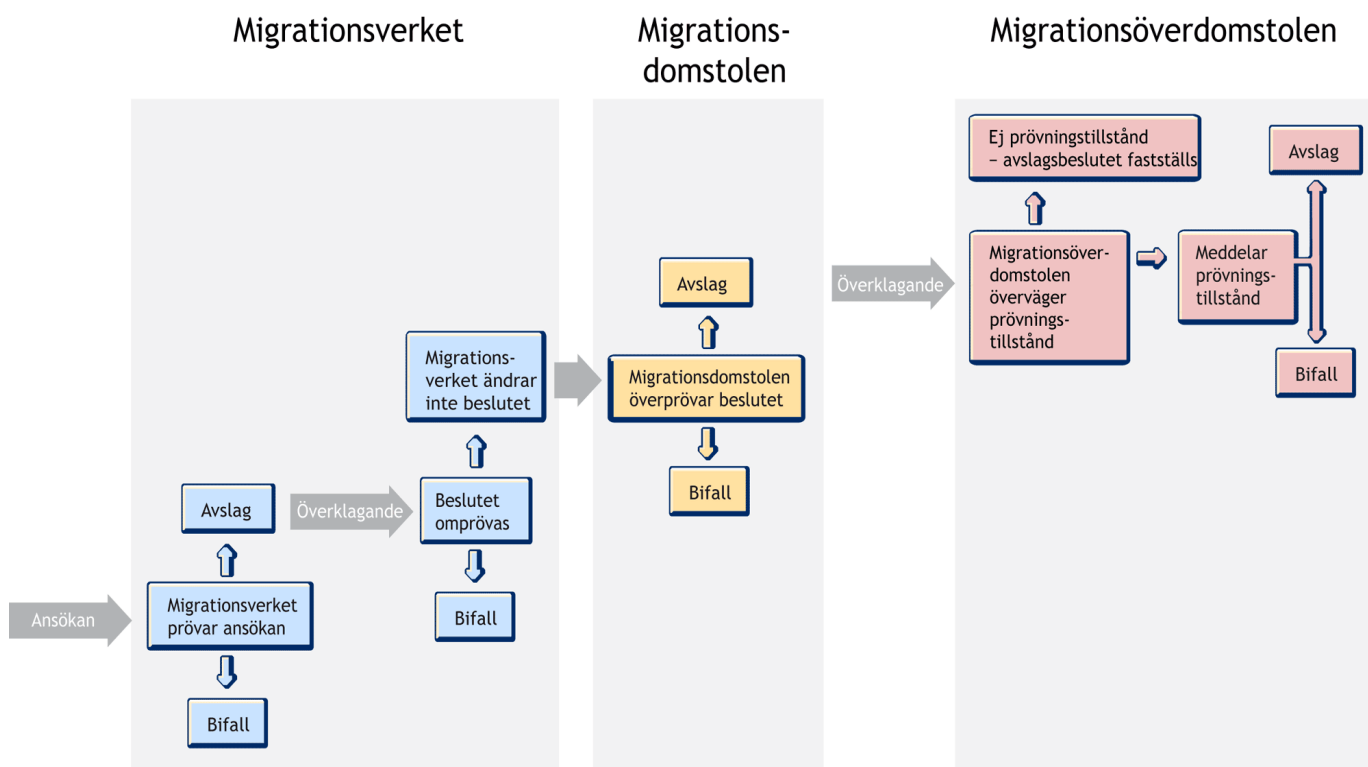 Migrationsverket
Migrations-
domstolen
Migrationsöverdomstolen
Ansökan
Migrationsverket
prövar ansökan
Avslag
Bifall
Överklagande
Beslutet
omprövas
Migrations-
verket ändrar
inte beslutet
Bifall
Migrationsdomstolen
överprövar beslutet
Avslag
Bifall
Överklagande
Migrationsöver-
domstolen
överväger
prövnings-
tillstånd
Ej prövningstillstånd
– avslagsbeslutet fastställs
Meddelar
prövnings-
tillstånd
Avslag
Bifall